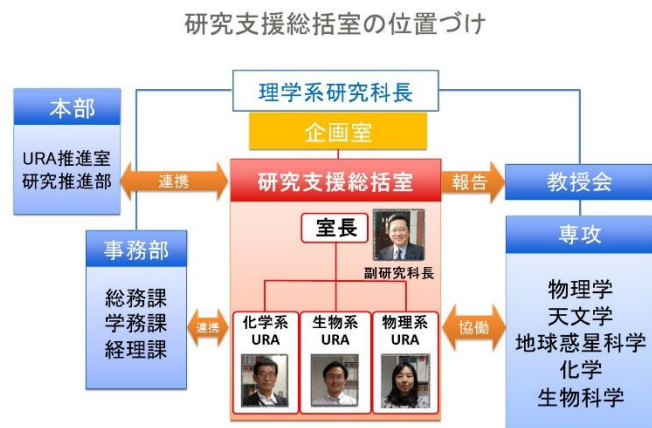 研究支援総括室の位置づけ
理学系研究科長
企画室
本部
URA推進室
研究推進部
連携
研究支援総括室
報告
教授会
室長
副研究科長
事務部
総務課
学務課
経理課
連携
化学系
URA
生物系
URA
物理系
URA
協働
専攻
物理学
天文学
地球惑星科学
化学
生物科学